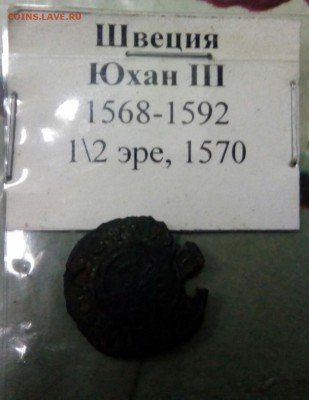 COINS.LAVE.RU
Швеция
Юхан III
1568-1592
1\2 эре, 1570